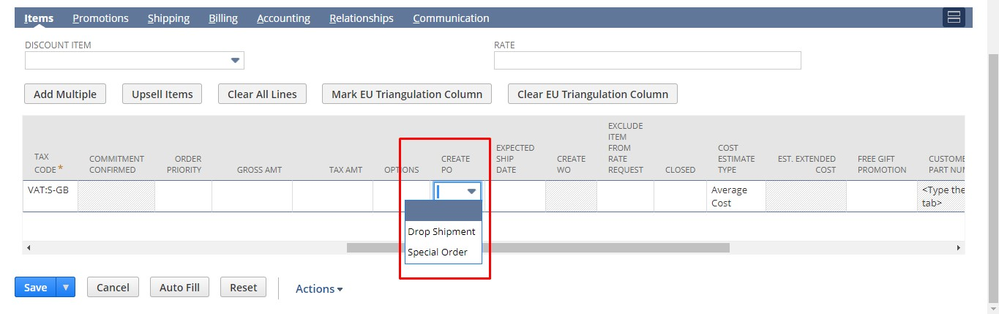 Items Promotions Shipping Billing Accounting Relationships Communication
DISCOUNT ITEM RATE
Add Multiple Upsell Items Clear All Lines Mark EU Triangulation Column Clear EU Triangulation Column
TAX CODE * COMMITMENT CONFIRMED ORDER PRIORITY GROSS AMT TAX AMT OPTIONS CREATE PO EXPECTED SHIP DATE CREATE WO EXCLUDE ITEM FROM RATE REQUEST CLOSED COST ESTIMATE TYPE EST. EXTENDED COST FREE GIFT PROMOTION CUSTOME PART NUM
VAT:S-GB Average Cost <Type the tab>
Drop Shipment
Special Order
Save Cancel Auto Fill Reset Actions